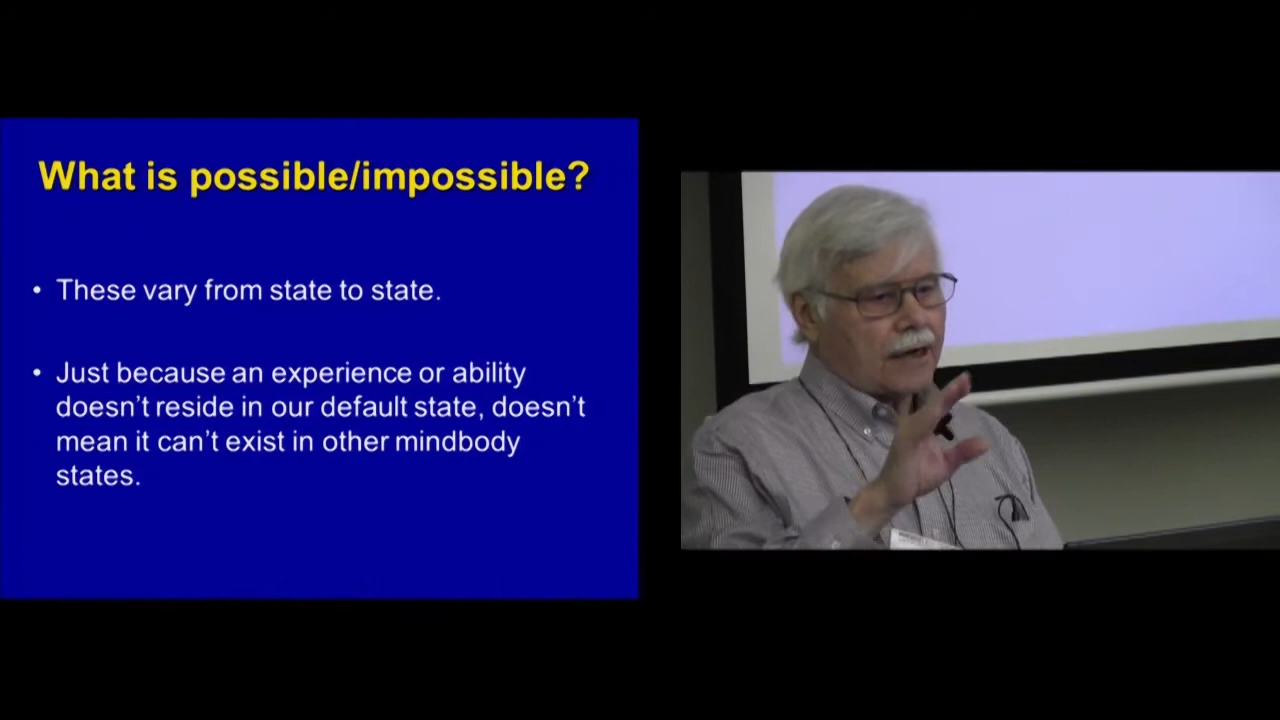 What is possible/impossible?
• These vary from state to state.
• Just because an experience or ability
doesn't reside in our default state, doesn't
mean it can't exist in other mindbody
states.